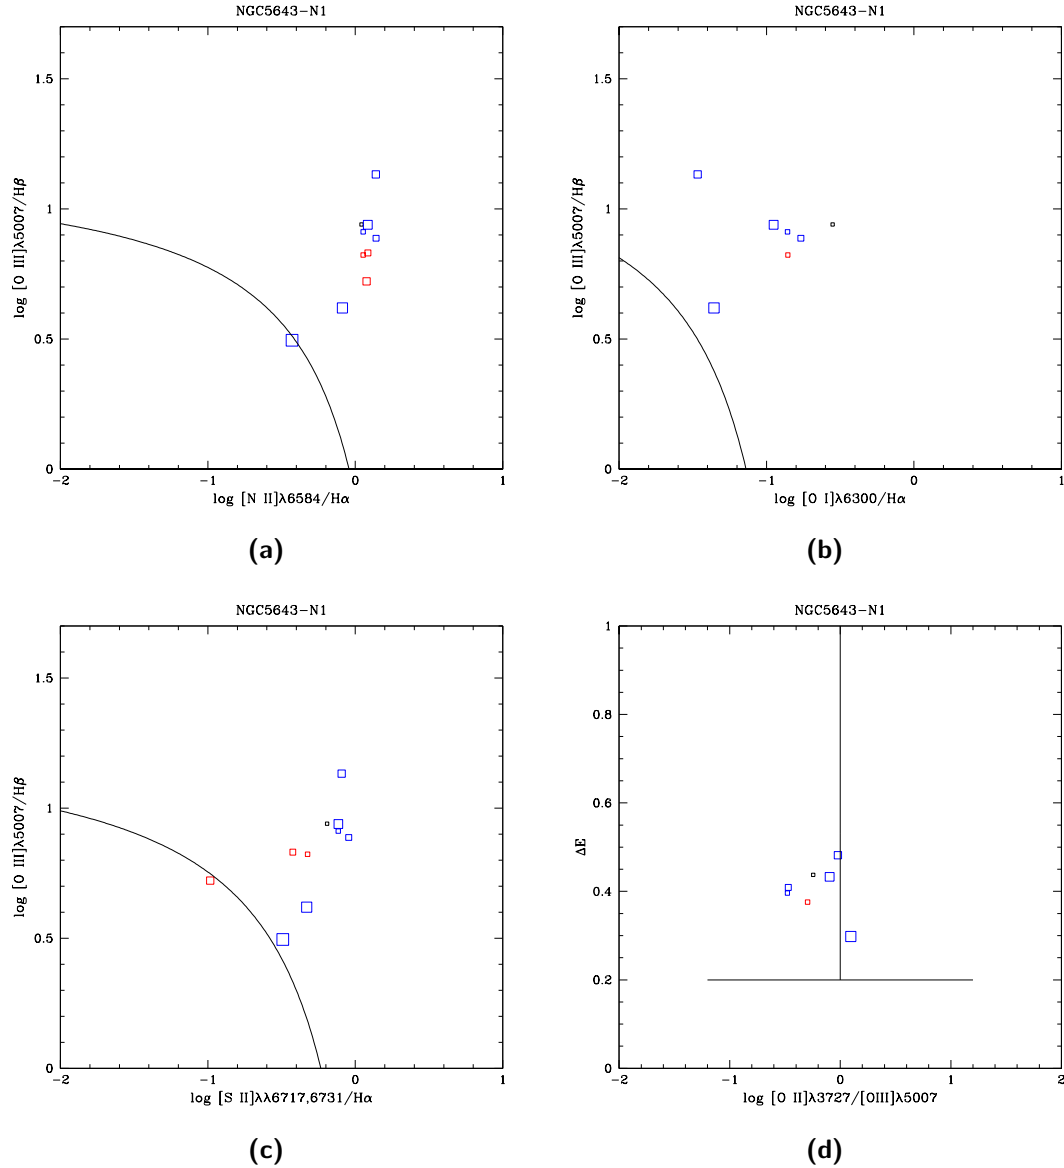 NGC5643-N1
log [O III]λ5007/Hβ
1.5
1
0.5
0
-2 -1 0 1
log [N II]λ6584/Hα
(a)
NGC5643-N1
log [O III]λ5007/Hβ
1.5
1
0.5
0
-2 -1 0 1
log [O I]λ6300/Hα
(b)
NGC5643-N1
log [O III]λ5007/Hβ
1.5
1
0.5
0
-2 -1 0 1
log [S II]λλ6717,6731/Hα
(c)
NGC5643-N1
ΔE
1
0.8
0.6
0.4
0.2
0
-2 -1 0 1 2
log [O II]λ3727/[OIII]λ5007
(d)